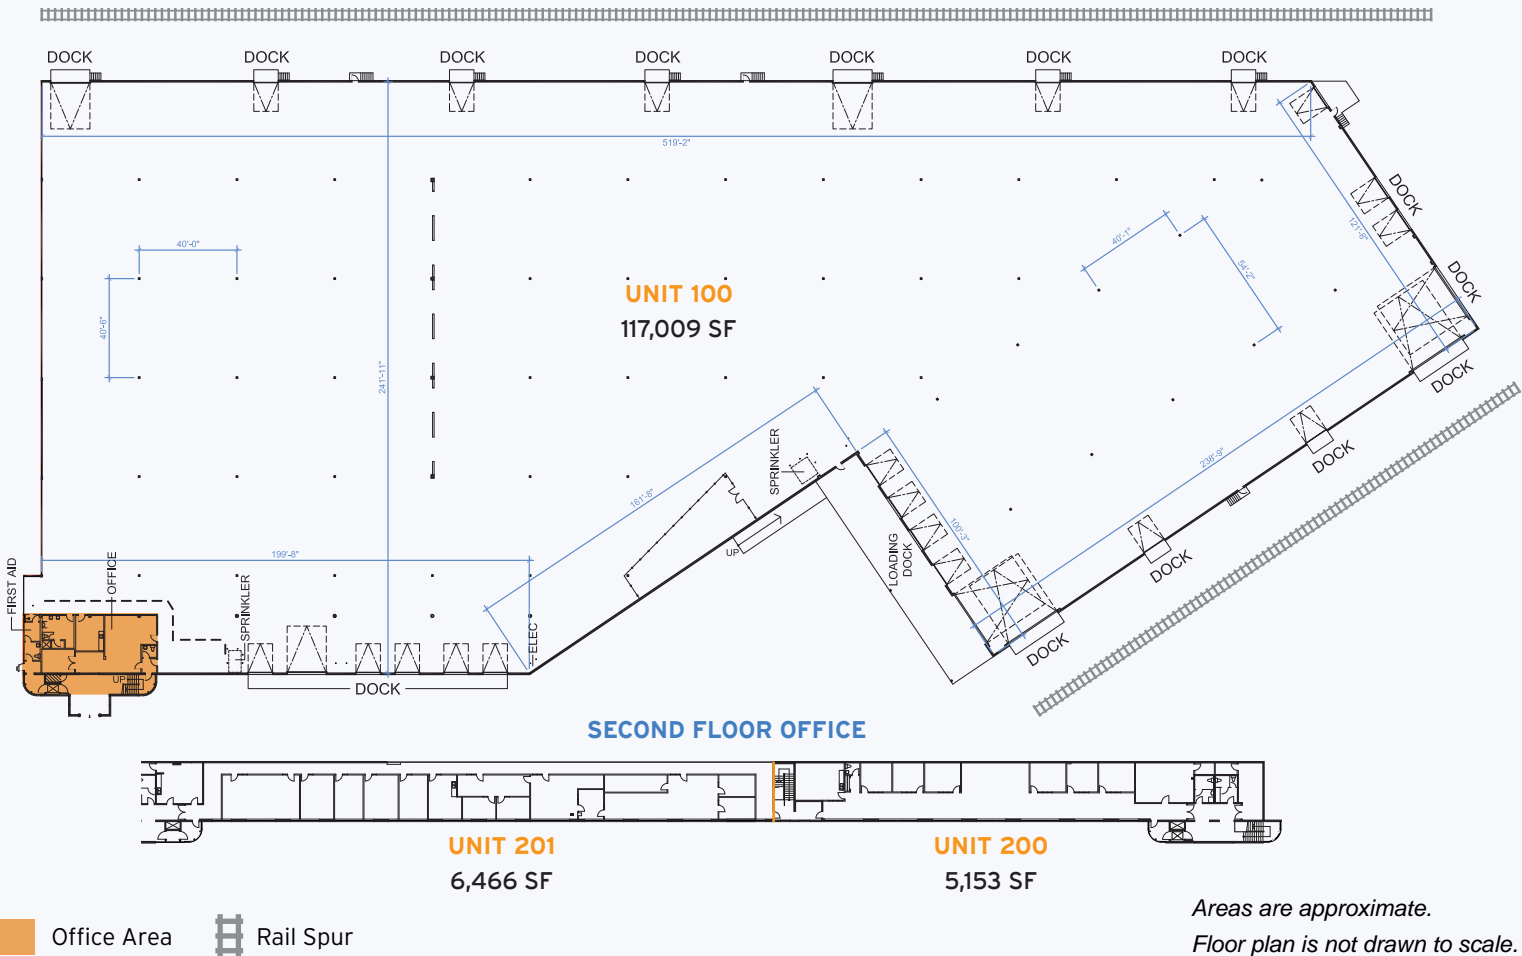 DOCK DOCK DOCK DOCK DOCK DOCK DOCK
519'-2"
DOCK
121'-8"
40'-0"
40'-1"
54'-2"
DOCK
UNIT 100
117,009 SF
40'-6"
241'-11"
DOCK
SPRINKLER
238'-9"
DOCK
161'-8"
100'-3"
UP
LOADING
DOCK
DOCK
199'-8"
FIRST AID
OFFICE
SPRINKLER
ELEC
DOCK
UP
DOCK
SECOND FLOOR OFFICE
UNIT 201
6,466 SF
UNIT 200
5,153 SF
Office Area
Rail Spur
Areas are approximate.
Floor plan is not drawn to scale.